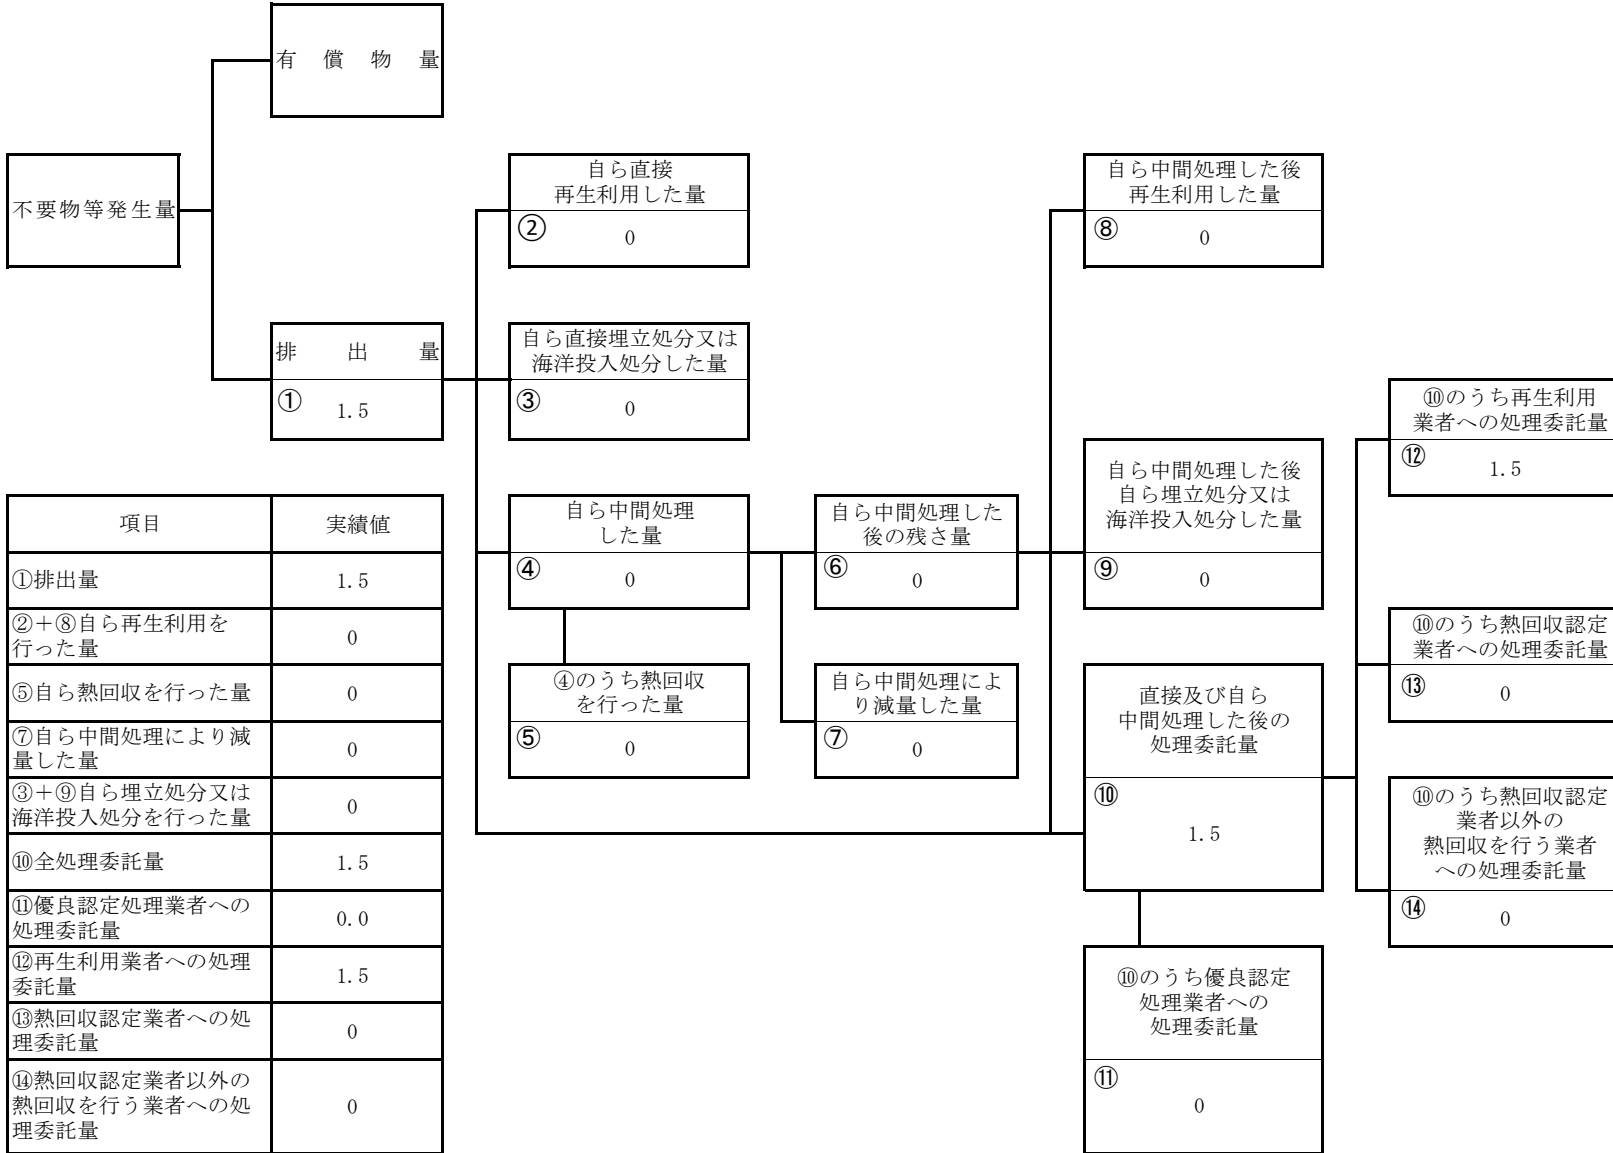 有償物量
不要物等発生量
自ら直接
再生利用した量
②
0
自ら中間処理した後
再生利用した量
⑧
0
排出量
①
1.5
自ら直接埋立処分又は
海洋投入処分した量
③
0
⑩のうち再生利用
業者への処理委託量
⑫
1.5
自ら中間処理
した量
④
0
自ら中間処理した
後の残さ量
⑥
0
自ら中間処理した後
自ら埋立処分又は
海洋投入処分した量
⑨
0
④のうち熱回収
を行った量
⑤
0
自ら中間処理によ
り減量した量
⑦
0
直接及び自ら
中間処理した後の
処理委託量
⑩
1.5
⑩のうち熱回収認定
業者への処理委託量
⑬
0
⑩のうち熱回収認定
業者以外の
熱回収を行う業者
への処理委託量
⑭
0
⑩のうち優良認定
処理業者への
処理委託量
⑪
0
項目 実績値
①排出量 1.5
②+⑧自ら再生利用を
行った量 0
⑤自ら熱回収を行った量 0
⑦自ら中間処理により減
量した量 0
③+⑨自ら埋立処分又は
海洋投入処分を行った量 0
⑩全処理委託量 1.5
⑪優良認定処理業者への
処理委託量 0.0
⑫再生利用業者への処理
委託量 1.5
⑬熱回収認定業者への処
理委託量 0
⑭熱回収認定業者以外の
熱回収を行う業者への処
理委託量 0